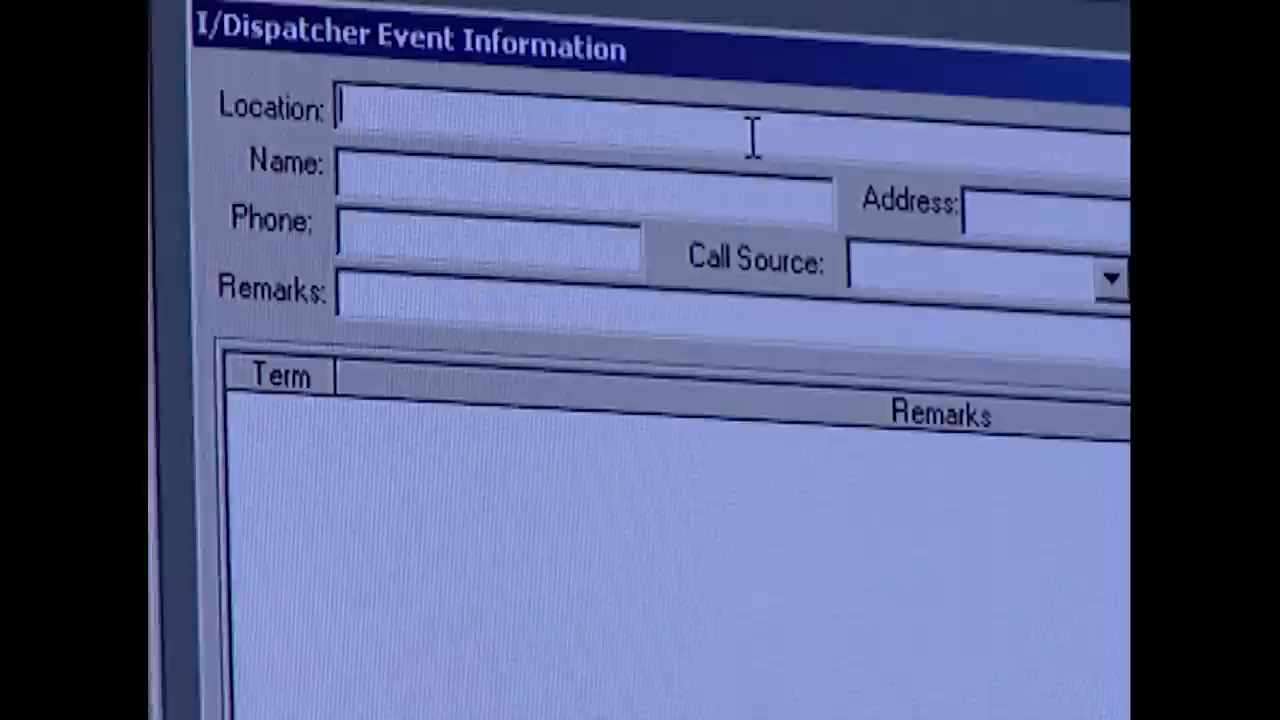 I/Dispatcher Event Information
Location:
Name:
Address:
Phone:
Call Source:
Remarks:
Term
Remarks